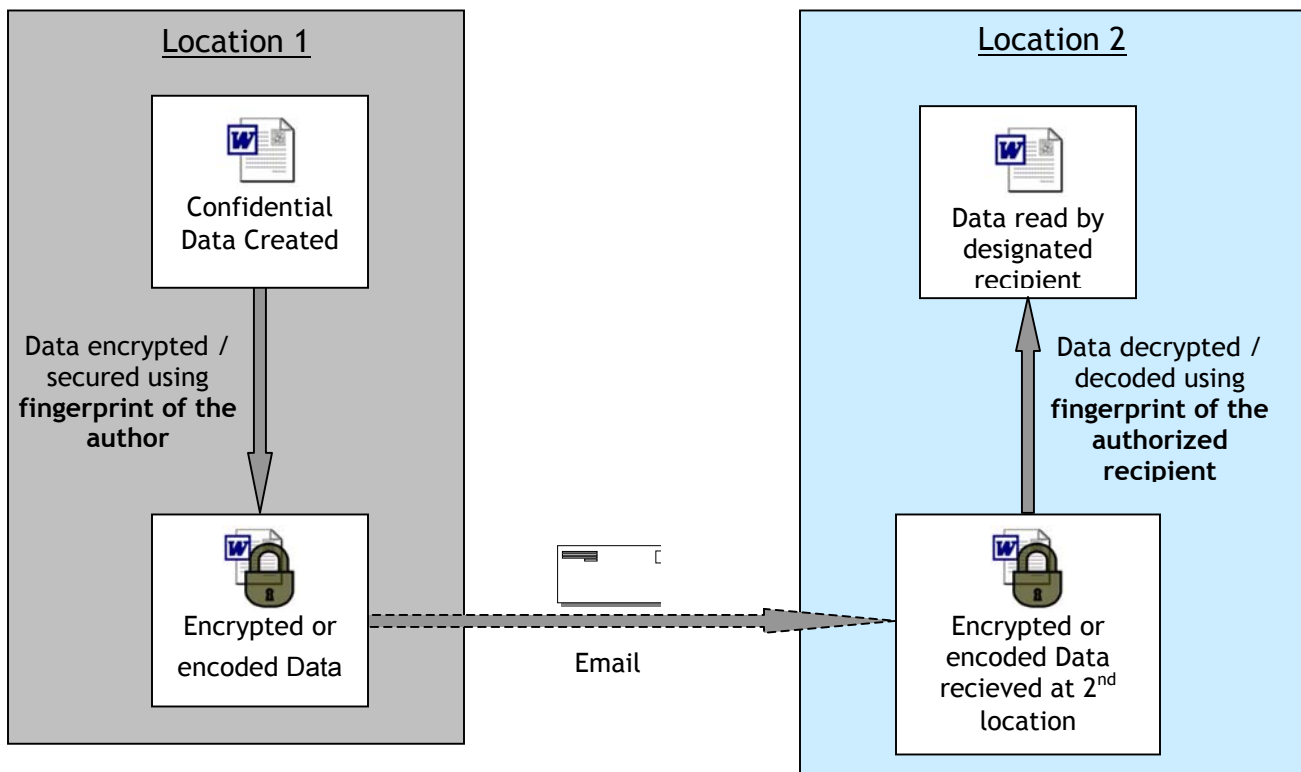 Location 1
Confidential
Data Created
Data encrypted /
secured using
fingerprint of the
author
Encrypted or
encoded Data
Email
Location 2
Data read by
designated
recipient
Data decrypted /
decoded using
fingerprint of the
authorized
recipient
Encrypted or
encoded Data
recieved at 2nd
location